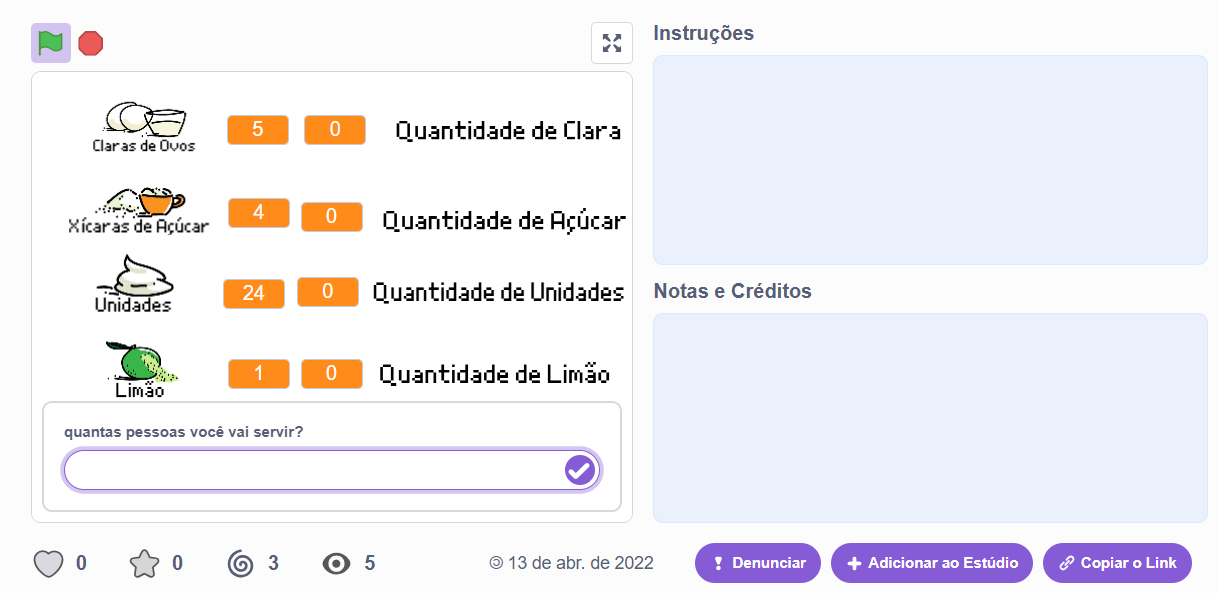 Instruções
Claras de Ovos
5
0
Quantidade de Clara
Xícaras de Açúcar
4
0
Quantidade de Açúcar
Unidades
24
0
Quantidade de Unidades
Limão
1
0
Quantidade de Limão
quantas pessoas você vai servir?
Notas e Créditos
0
0
3
5
© 13 de abr. de 2022
Denunciar
Adicionar ao Estúdio
Copiar o Link